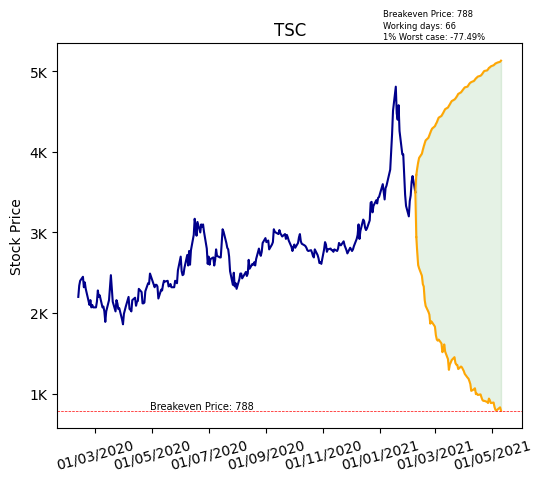 Breakeven Price: 788
Working days: 66
1% Worst case: -77.49%
TSC
Stock Price
5K
4K
3K
2K
1K
Breakeven Price: 788
01/03/2020
01/05/2020
01/07/2020
01/09/2020
01/11/2020
01/01/2021
01/03/2021
01/05/2021